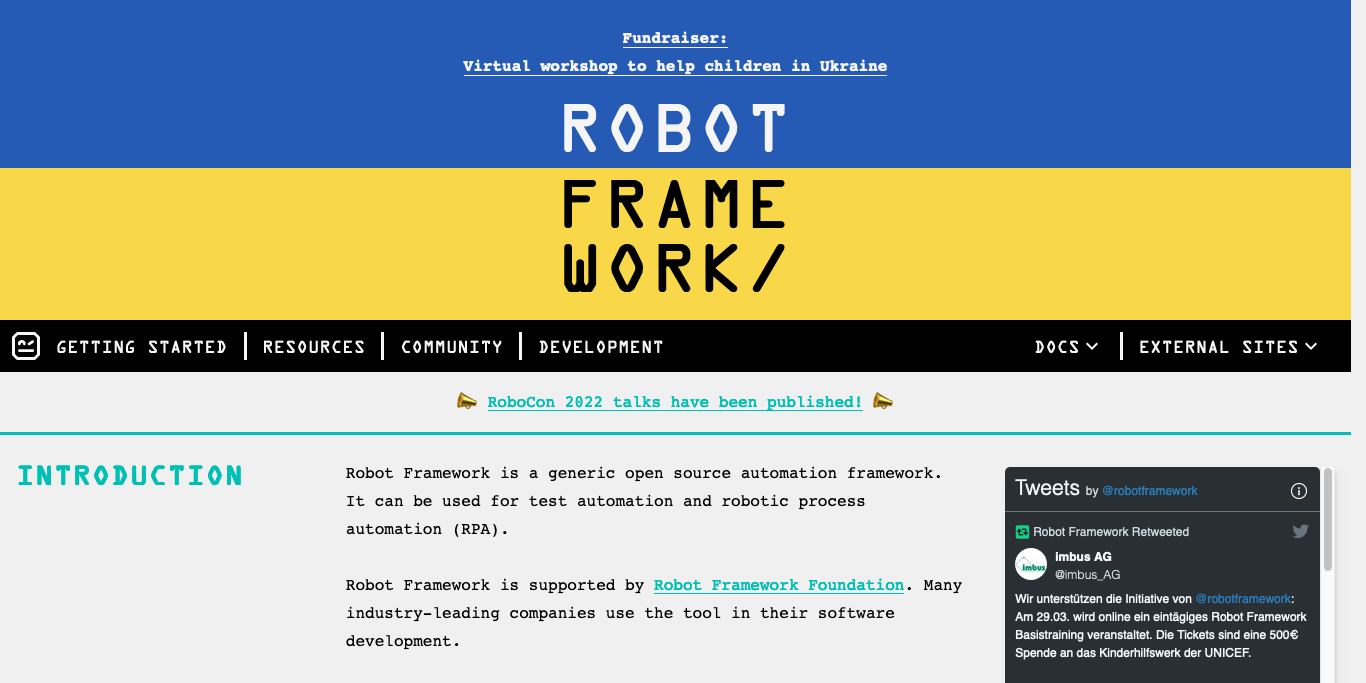 Fundraiser:
Virtual workshop to help children in Ukraine
ROBOT
FRAME
WORK/
GETTING STARTED
RESOURCES
COMMUNITY
DEVELOPMENT
DOCS
EXTERNAL SITES
RoboCon 2022 talks have been published!
INTRODUCTION
Robot Framework is a generic open source automation framework.
It can be used for test automation and robotic process
automation (RPA).
Robot Framework is supported by Robot Framework Foundation. Many
industry-leading companies use the tool in their software
development.
Tweets by @robotframework
Robot Framework Retweeted
imbus
imbus AG
@imbus_AG
Wir unterstützen die Initiative von @robotframework:
Am 29.03. wird online ein eintägiges Robot Framework
Basistraining veranstaltet. Die Tickets sind eine 500€
Spende an das Kinderhilfswerk der UNICEF.